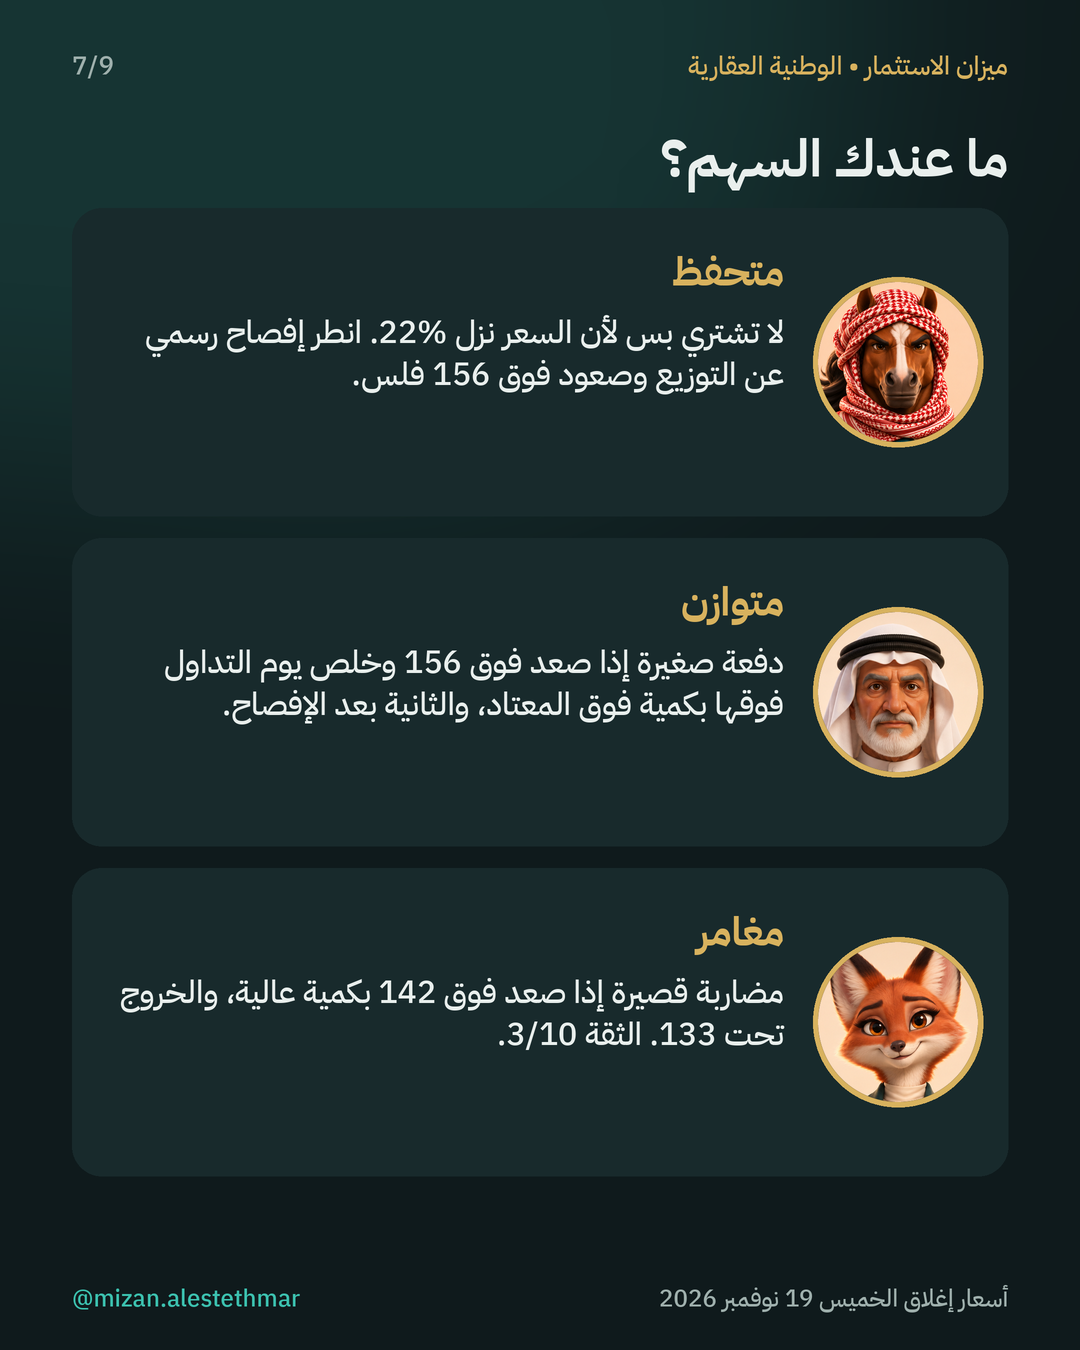 ميزان الاستثمار • الوطنية العقارية
7/9
ما عندك السهم؟
متحفظ
لا تشتري بس لأن السعر نزل 22%. انطر إفصاح رسمي
عن التوزيع وصعود فوق 156 فلس.
متوازن
دفعة صغيرة إذا صعد فوق 156 وخلص يوم التداول
فوقها بكمية فوق المعتاد، والثانية بعد الإفصاح.
مغامر
مضاربة قصيرة إذا صعد فوق 142 بكمية عالية، والخروج
تحت 133. الثقة 3/10.
أسعار إغلاق الخميس 19 نوفمبر 2026
@mizan.alestethmar